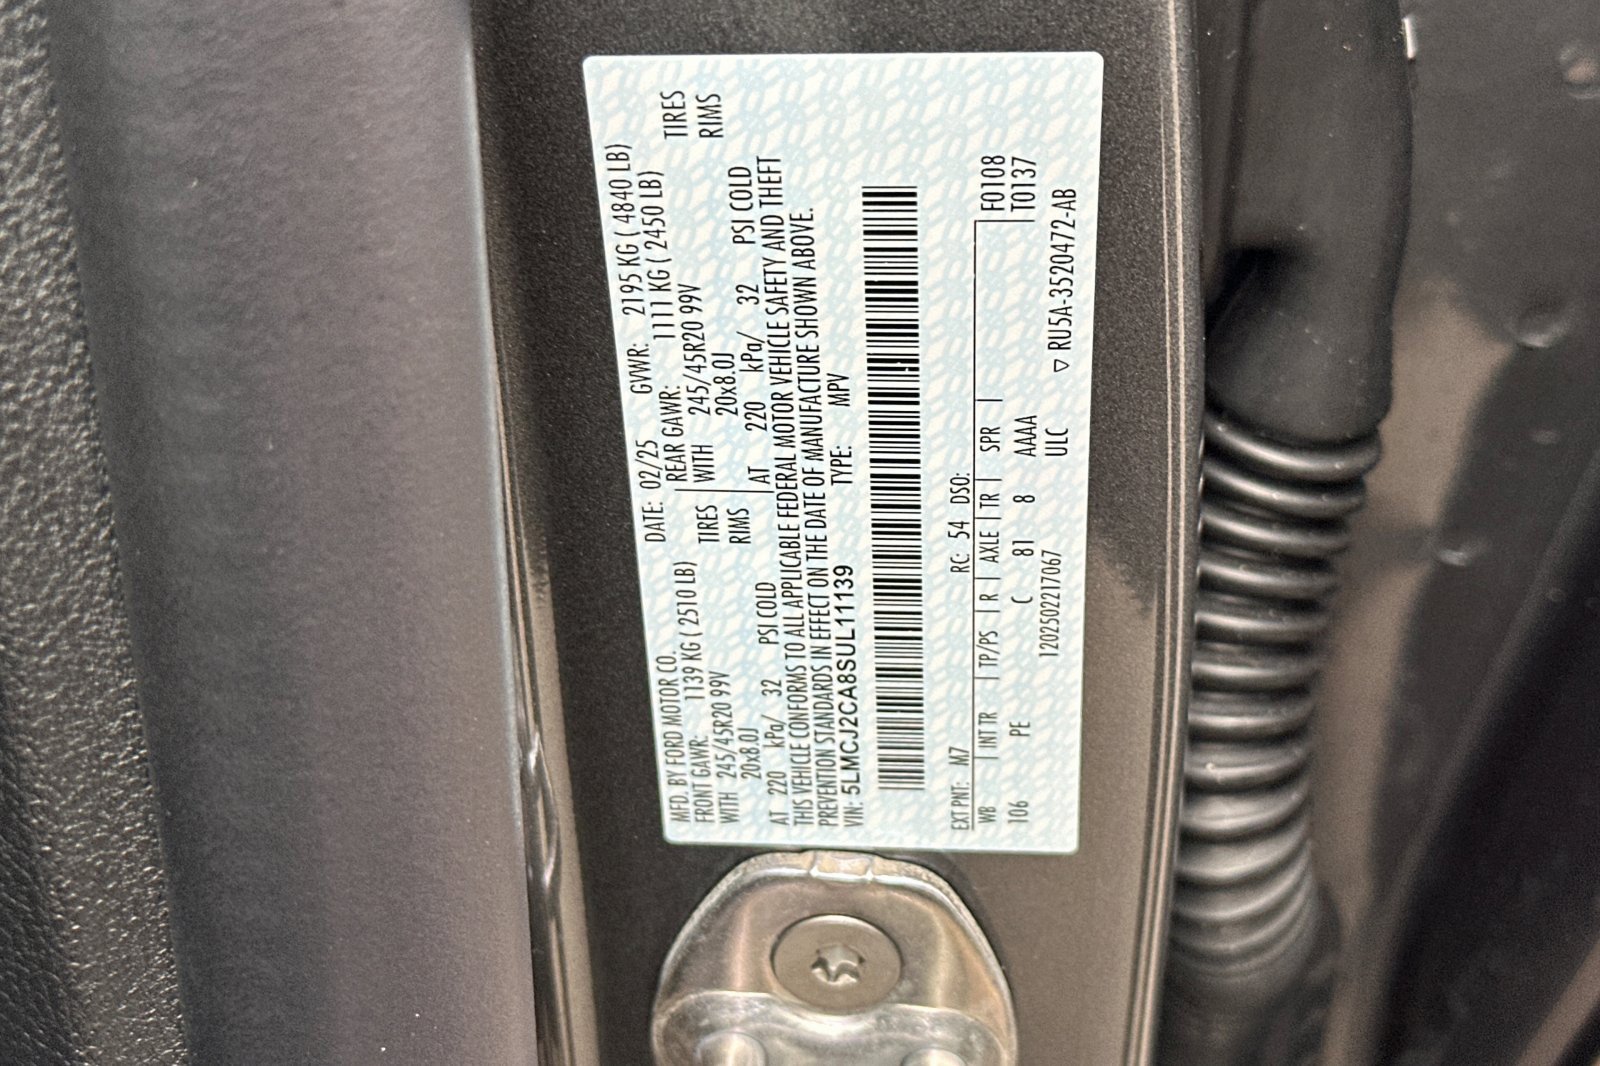 MFD. BY FORD MOTOR CO.
DATE: 02/25 GVWR: 2195 KG ( 4840 LB)
FRONT GAWR: 1139 KG ( 2510 LB) REAR GAWR: 1111 KG ( 2450 LB)
WITH 245/45R20 99V TIRES WITH 245/45R20 99V TIRES
20x8.0J RIMS 20x8.0J RIMS
AT 220 kPa/ 32 PSI COLD AT 220 kPa/ 32 PSI COLD
THIS VEHICLE CONFORMS TO ALL APPLICABLE FEDERAL MOTOR VEHICLE SAFETY AND THEFT
PREVENTION STANDARDS IN EFFECT ON THE DATE OF MANUFACTURE SHOWN ABOVE.
VIN: 5LMCJ2CA8SUL11139 TYPE: MPV
EXT PNT: M7 RC: 54 DSO:
WB | INT TR | TP/PS | R | AXLE | TR | SPR | F0108
106 PE C 81 8 AAAA T0137
1202502217067 ULC ▽ RU5A-3520472-AB